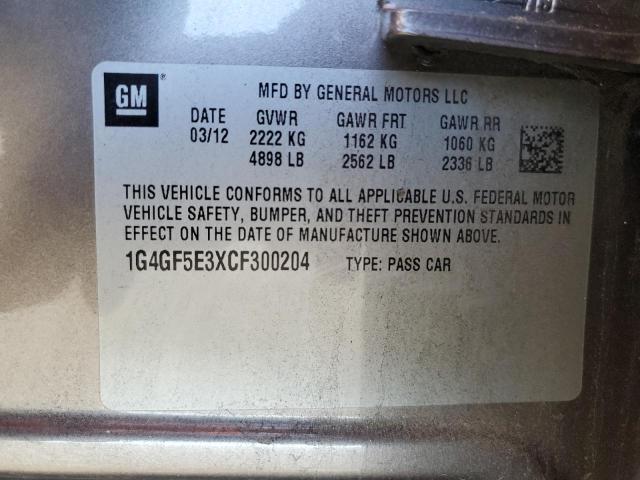 GM
®
MFD BY GENERAL MOTORS LLC
DATE GVWR GAWR FRT GAWR RR
03/12 2222 KG 1162 KG 1060 KG
4898 LB 2562 LB 2336 LB
THIS VEHICLE CONFORMS TO ALL APPLICABLE U.S. FEDERAL MOTOR
VEHICLE SAFETY, BUMPER, AND THEFT PREVENTION STANDARDS IN
EFFECT ON THE DATE OF MANUFACTURE SHOWN ABOVE.
1G4GF5E3XCF300204 TYPE: PASS CAR